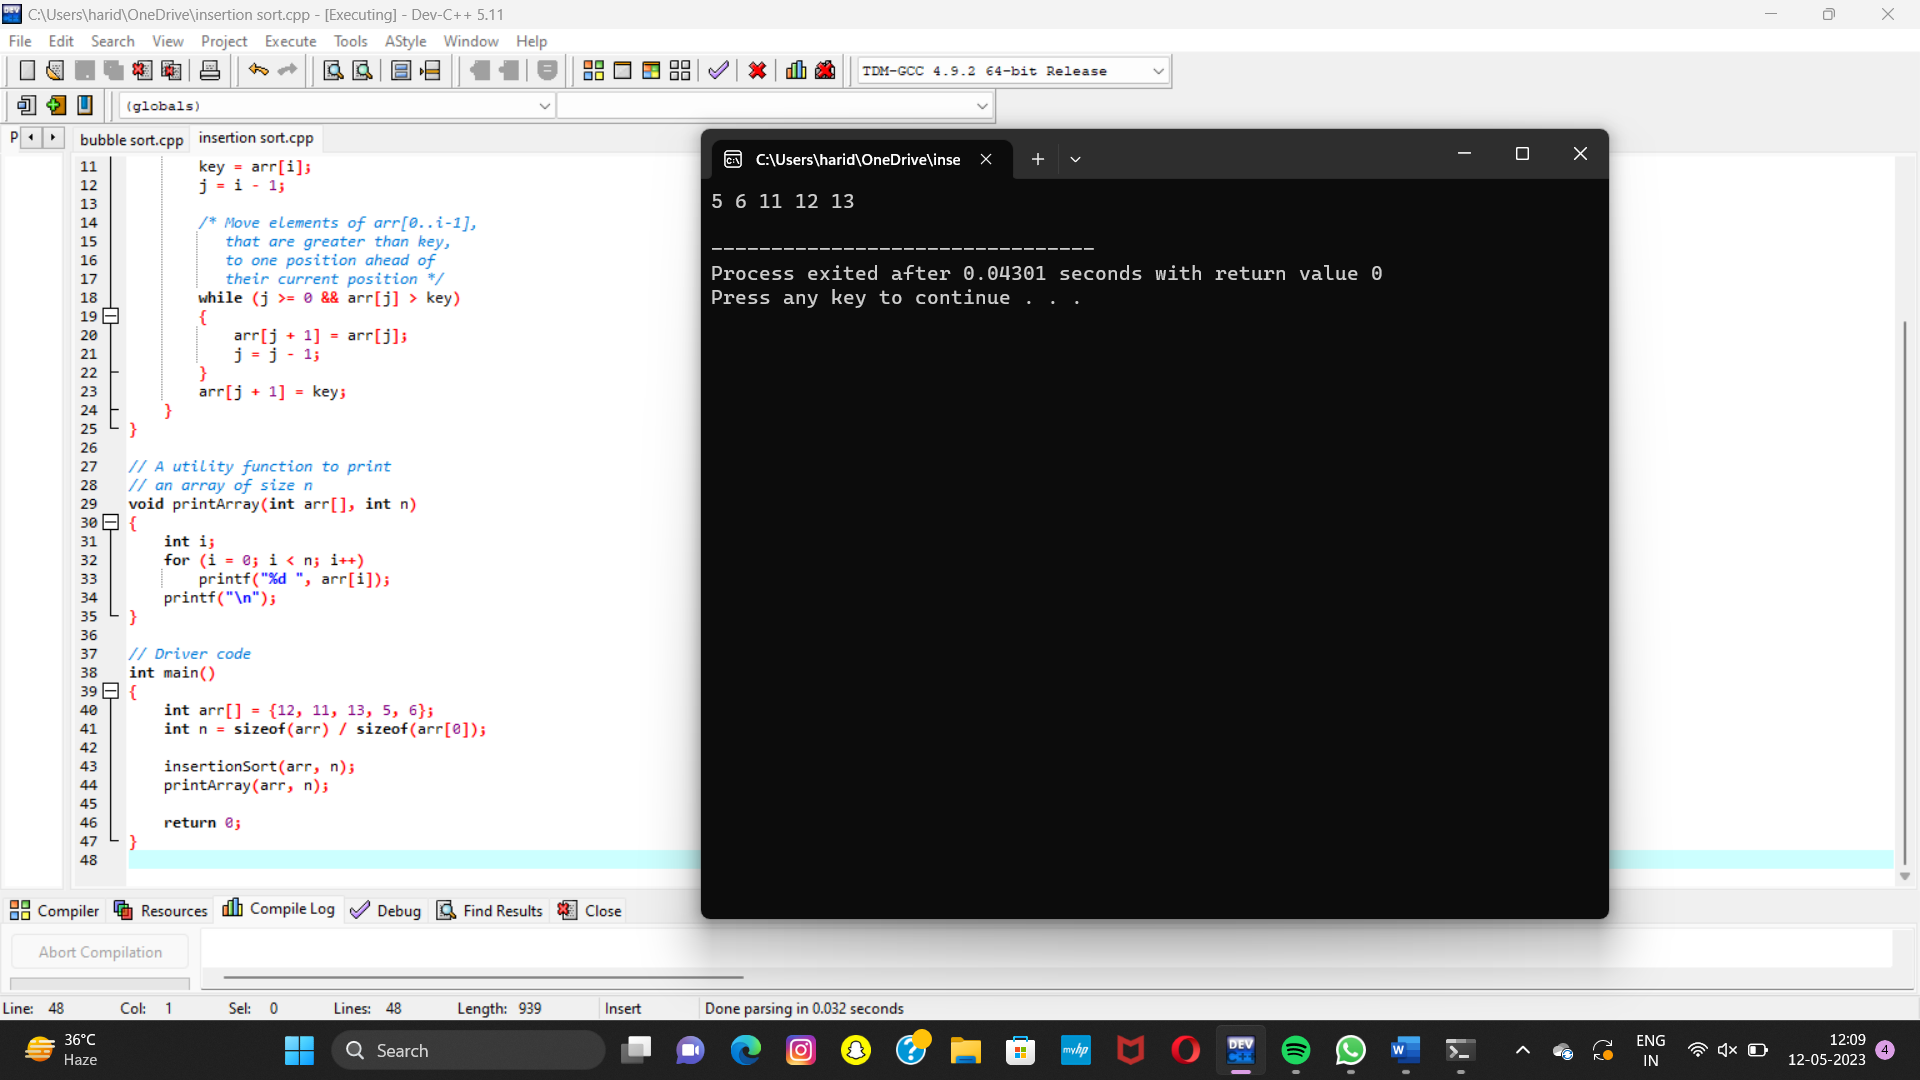 C:\Users\harid\OneDrive\insertion sort.cpp - [Executing] - Dev-C++ 5.11
File Edit Search View Project Execute Tools AStyle Window Help
TDM-GCC 4.9.2 64-bit Release
(globals)
P bubble sort.cpp insertion sort.cpp
11 key = arr[i];
12 j = i - 1;
13
14 /* Move elements of arr[0..i-1],
15 that are greater than key,
16 to one position ahead of
17 their current position */
18 while (j >= 0 && arr[j] > key)
19 {
20 arr[j + 1] = arr[j];
21 j = j - 1;
22 }
23 arr[j + 1] = key;
24 }
25 }
26
27 // A utility function to print
28 // an array of size n
29 void printArray(int arr[], int n)
30 {
31 int i;
32 for (i = 0; i < n; i++)
33 printf("%d ", arr[i]);
34 printf("\n");
35 }
36
37 // Driver code
38 int main()
39 {
40 int arr[] = {12, 11, 13, 5, 6};
41 int n = sizeof(arr) / sizeof(arr[0]);
42
43 insertionSort(arr, n);
44 printArray(arr, n);
45
46 return 0;
47 }
48
C:\Users\harid\OneDrive\inse
5 6 11 12 13
--------------------------------
Process exited after 0.04301 seconds with return value 0
Press any key to continue . . .
Compiler Resources Compile Log Debug Find Results Close
Abort Compilation
Line: 48 Col: 1 Sel: 0 Lines: 48 Length: 939 Insert Done parsing in 0.032 seconds
36°C
Haze
Search
myhp
DEV
W
ENG
IN
12:09
12-05-2023
4